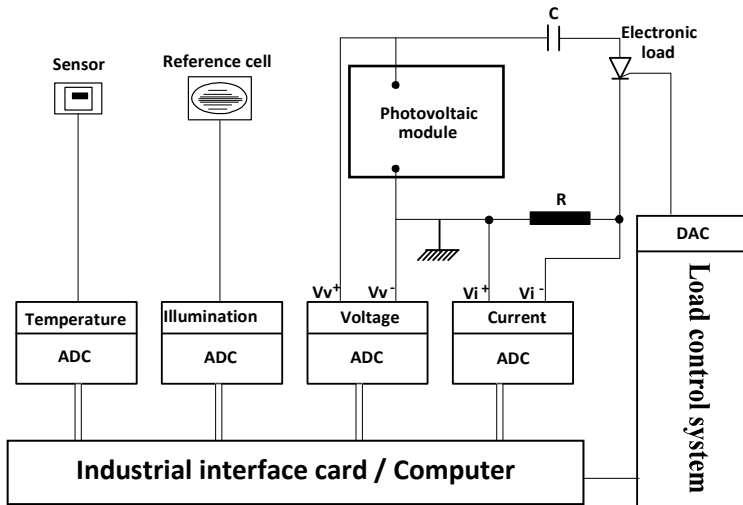 C
Electronic
load
Sensor
Reference cell
Photovoltaic
module
R
DAC
Load control system
Vv+
Vv-
Vi+
Vi-
Temperature
ADC
Illumination
ADC
Voltage
ADC
Current
ADC
Industrial interface card / Computer